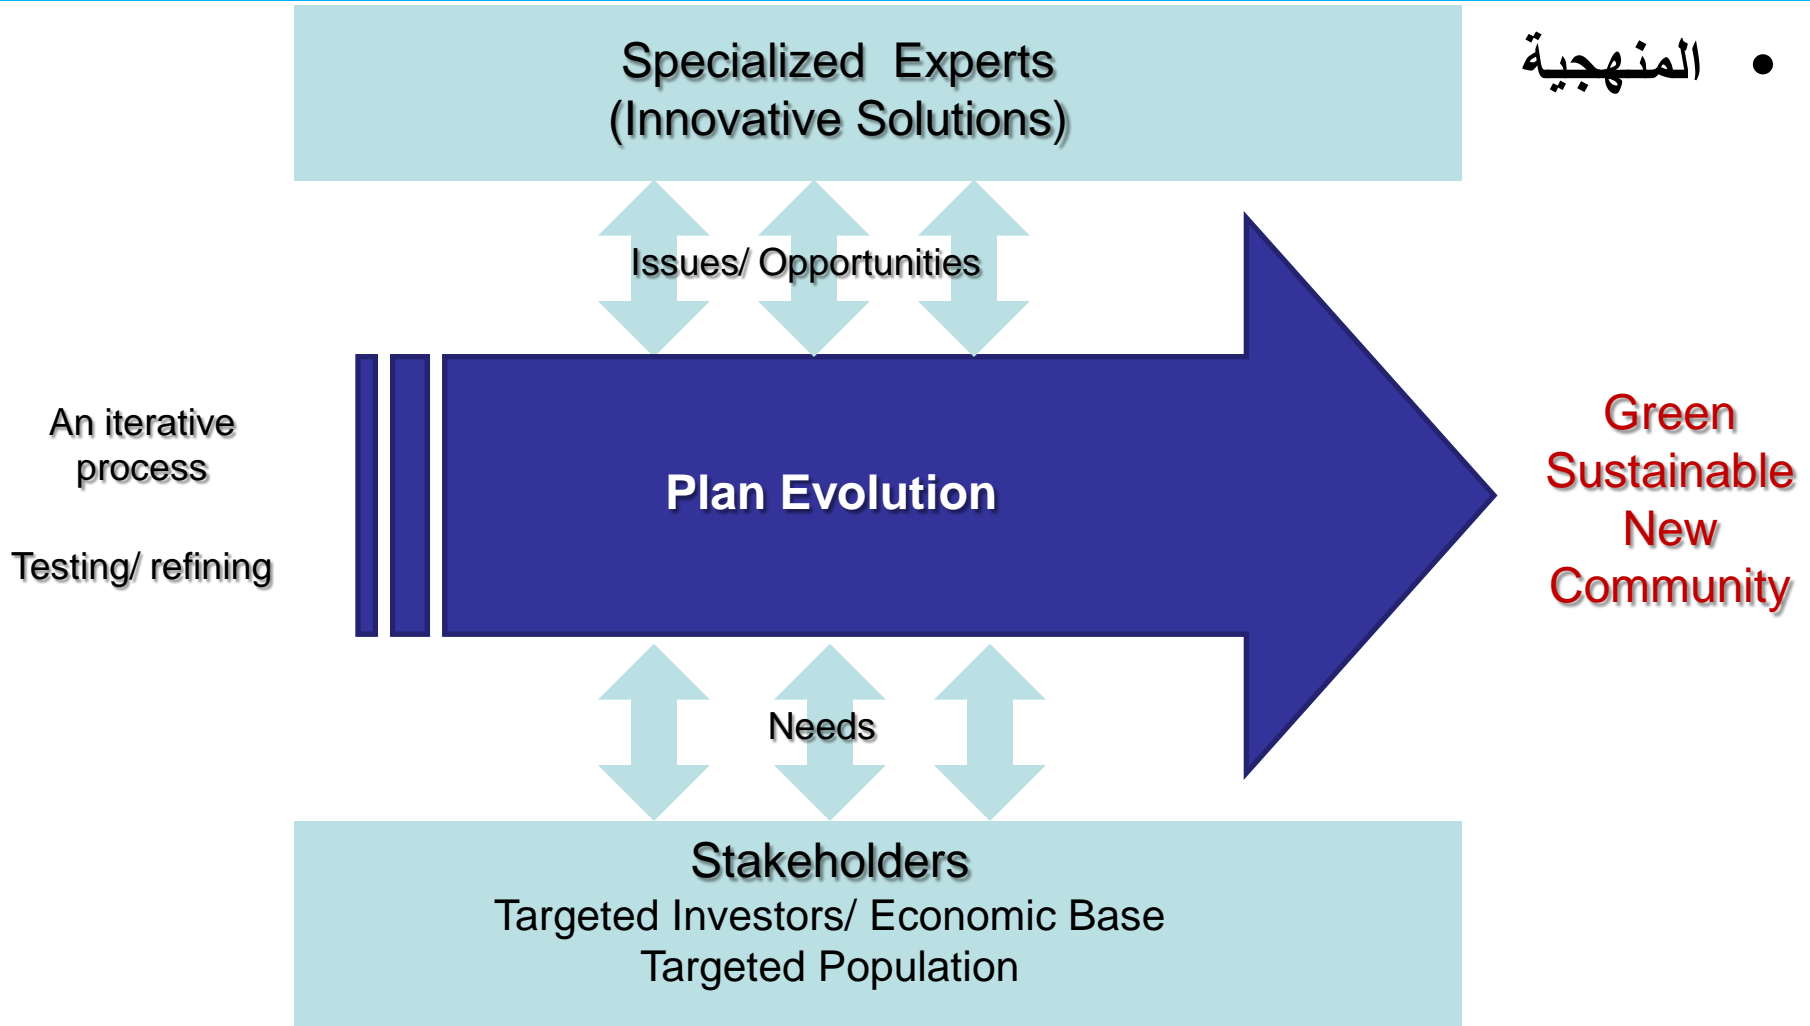 • المنهجية
Specialized Experts
(Innovative Solutions)
Issues/ Opportunities
An iterative
process
Testing/ refining
Plan Evolution
Green
Sustainable
New
Community
Needs
Stakeholders
Targeted Investors/ Economic Base
Targeted Population